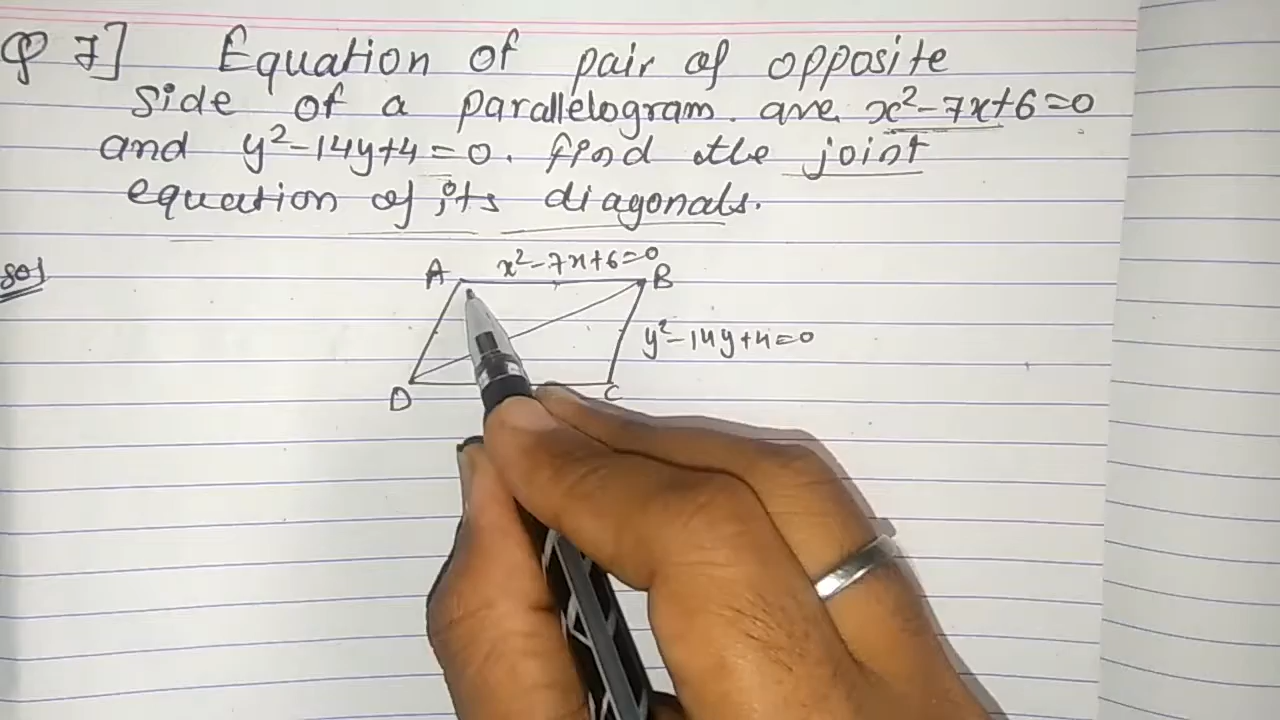 Q 7] Equation of pair of opposite
side of a parallelogram. are x²-7x+6=0
and y²-14y+4=0. find the joint
equation of its diagonals.
Sol
x²-7x+6=0
A B
y²-14y+4=0
D C